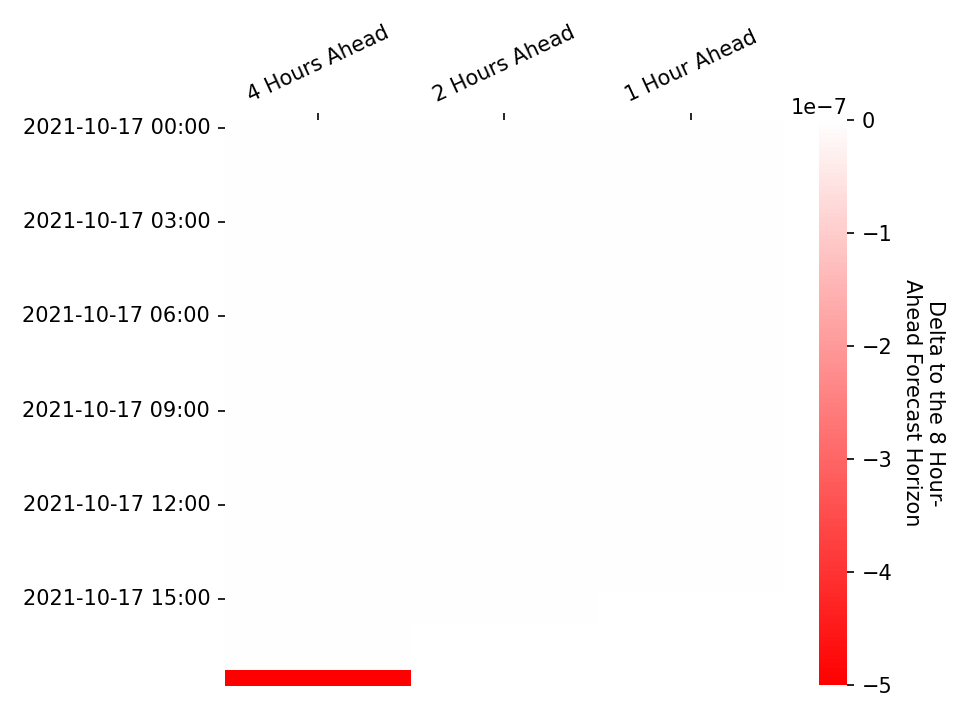 4 Hours Ahead
2 Hours Ahead
1 Hour Ahead
1e−7
2021-10-17 00:00
2021-10-17 03:00
2021-10-17 06:00
2021-10-17 09:00
2021-10-17 12:00
2021-10-17 15:00
0
−1
−2
−3
−4
−5
Delta to the 8 Hour-
Ahead Forecast Horizon